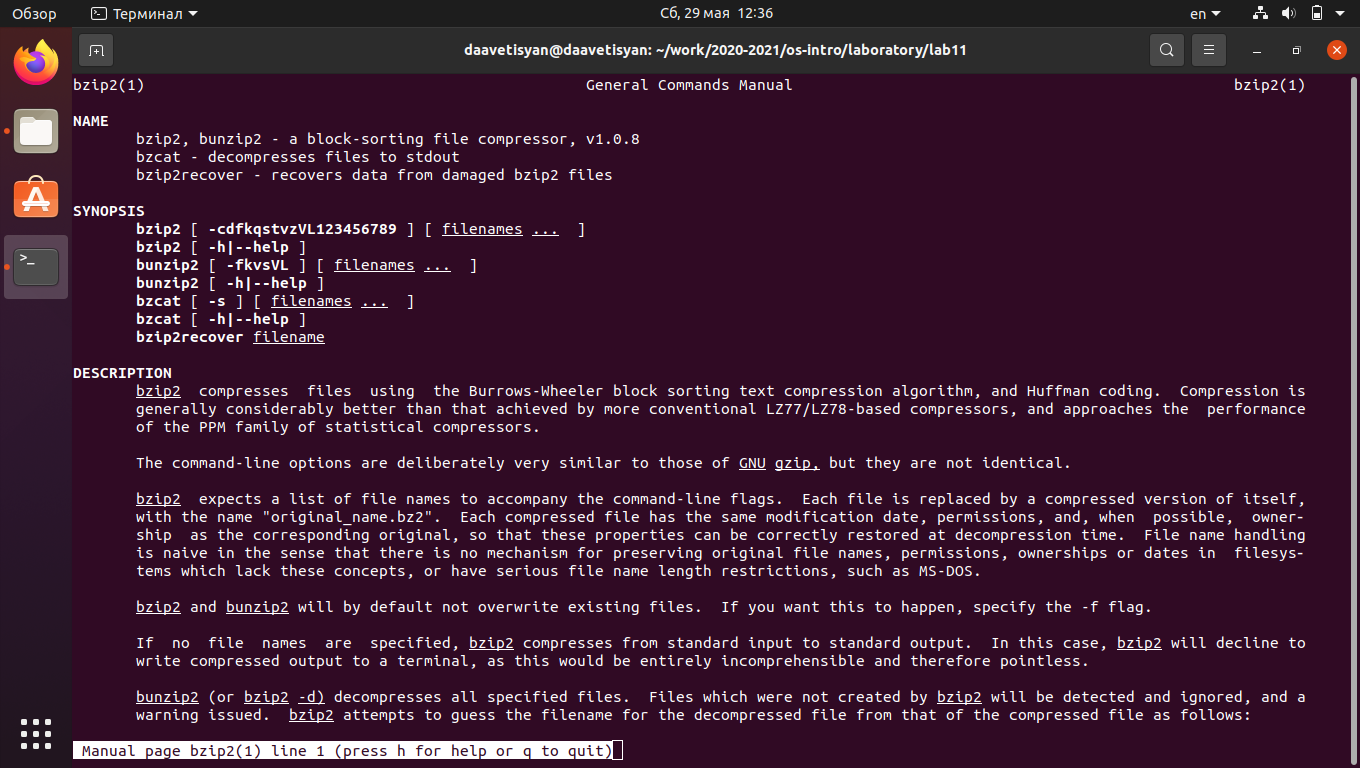 Обзор Терминал Сб, 29 мая 12:36 en
daavetisyan@daavetisyan: ~/work/2020-2021/os-intro/laboratory/lab11
bzip2(1) General Commands Manual bzip2(1)
NAME
bzip2, bunzip2 - a block-sorting file compressor, v1.0.8
bzcat - decompresses files to stdout
bzip2recover - recovers data from damaged bzip2 files
SYNOPSIS
bzip2 [ -cdfkqstvzVL123456789 ] [ filenames ... ]
bzip2 [ -h|--help ]
bunzip2 [ -fkvsVL ] [ filenames ... ]
bunzip2 [ -h|--help ]
bzcat [ -s ] [ filenames ... ]
bzcat [ -h|--help ]
bzip2recover filename
DESCRIPTION
bzip2 compresses files using the Burrows-Wheeler block sorting text compression algorithm, and Huffman coding. Compression is
generally considerably better than that achieved by more conventional LZ77/LZ78-based compressors, and approaches the performance
of the PPM family of statistical compressors.
The command-line options are deliberately very similar to those of GNU gzip, but they are not identical.
bzip2 expects a list of file names to accompany the command-line flags. Each file is replaced by a compressed version of itself,
with the name "original_name.bz2". Each compressed file has the same modification date, permissions, and, when possible, owner-
ship as the corresponding original, so that these properties can be correctly restored at decompression time. File name handling
is naive in the sense that there is no mechanism for preserving original file names, permissions, ownerships or dates in filesys-
tems which lack these concepts, or have serious file name length restrictions, such as MS-DOS.
bzip2 and bunzip2 will by default not overwrite existing files. If you want this to happen, specify the -f flag.
If no file names are specified, bzip2 compresses from standard input to standard output. In this case, bzip2 will decline to
write compressed output to a terminal, as this would be entirely incomprehensible and therefore pointless.
bunzip2 (or bzip2 -d) decompresses all specified files. Files which were not created by bzip2 will be detected and ignored, and a
warning issued. bzip2 attempts to guess the filename for the decompressed file from that of the compressed file as follows:
Manual page bzip2(1) line 1 (press h for help or q to quit)